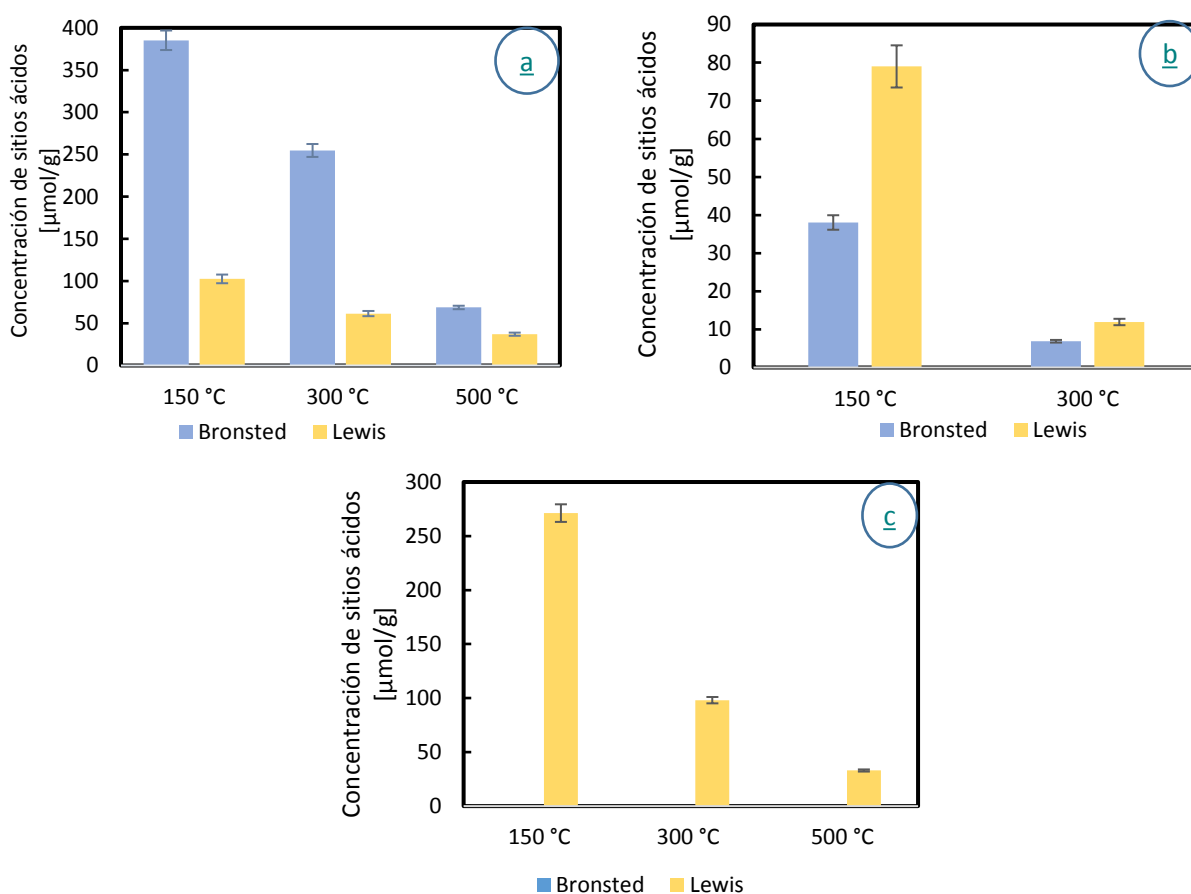 Concentración de sitios ácidos
[µmol/g]
400
350
300
250
200
150
100
50
0
a
150 °C 300 °C 500 °C
Bronsted Lewis
Concentración de sitios ácidos
[µmol/g]
90
80
70
60
50
40
30
20
10
0
b
150 °C 300 °C
Bronsted Lewis
Concentración de sitios ácidos
[µmol/g]
300
250
200
150
100
50
0
c
150 °C 300 °C 500 °C
Bronsted Lewis